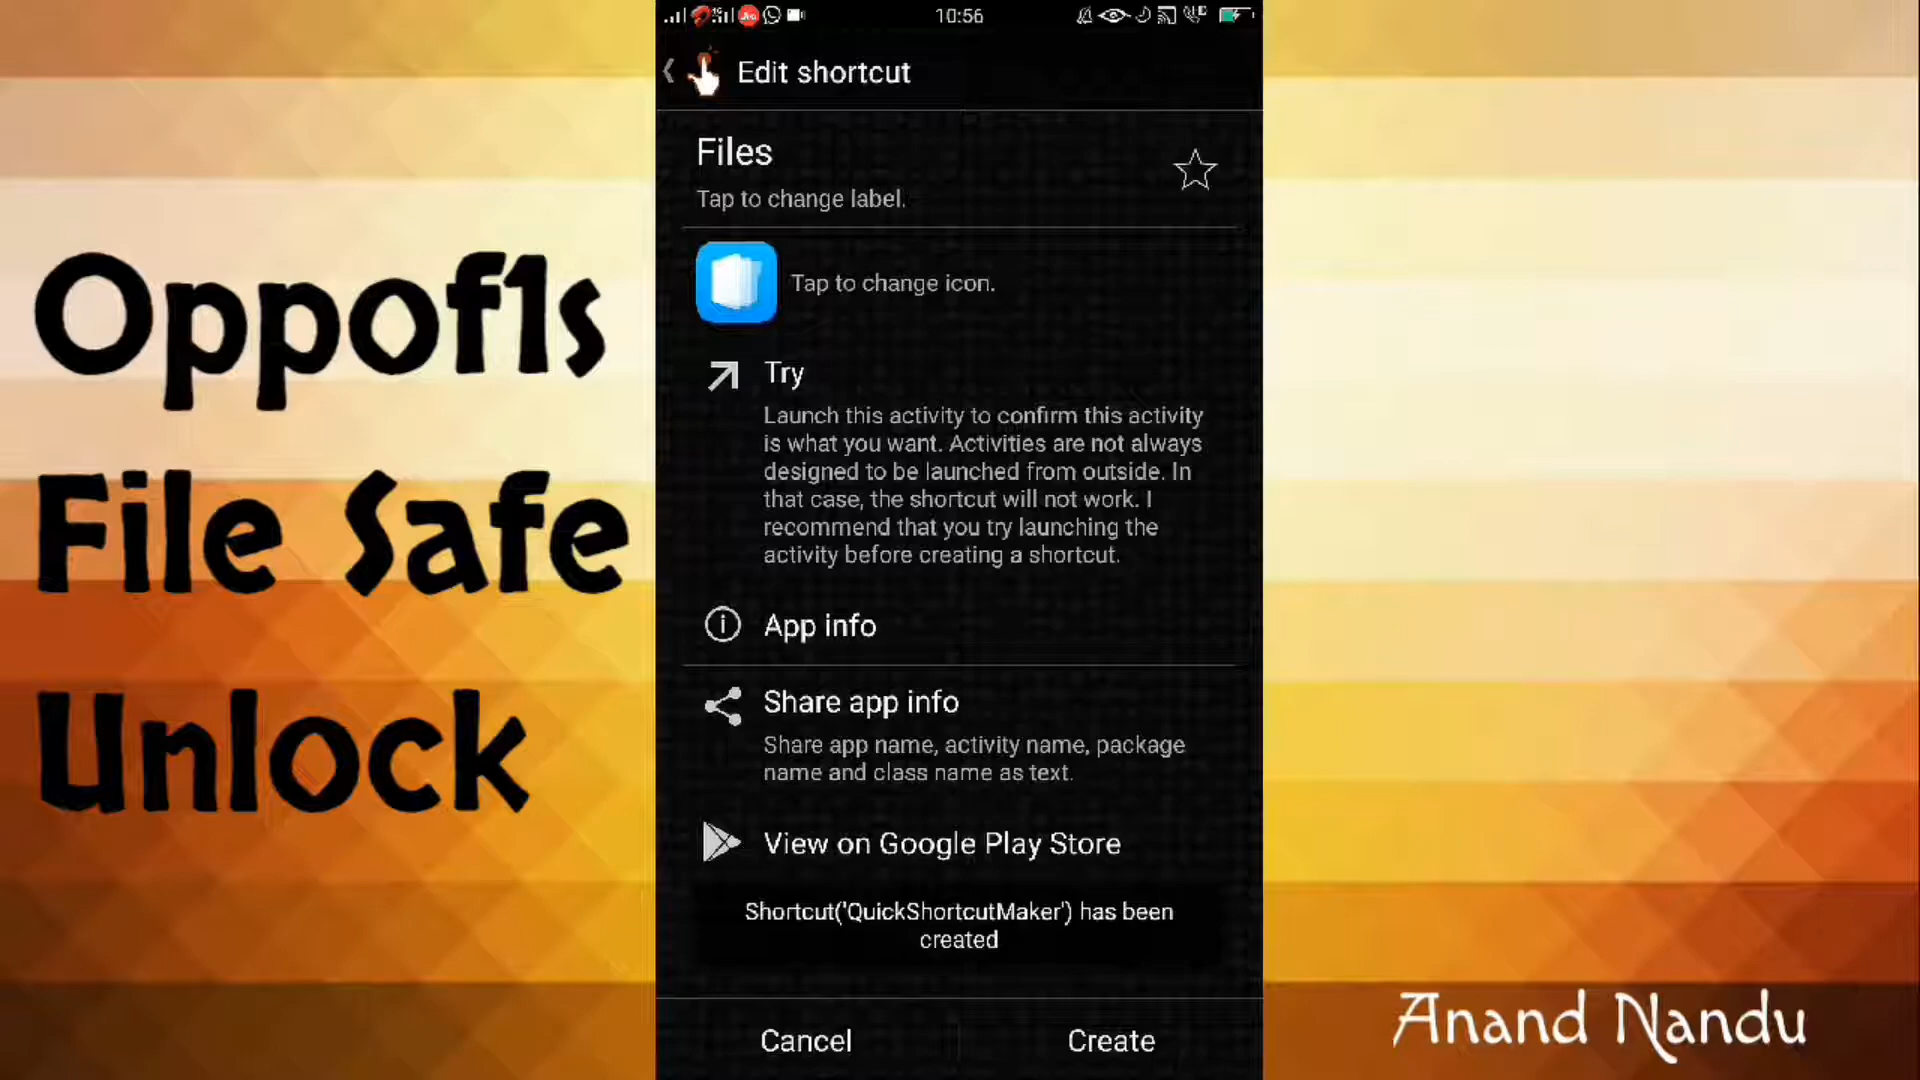 Oppof1s
File Safe
Unlock
10:56
Edit shortcut
Files
Tap to change label.
Tap to change icon.
Try
Launch this activity to confirm this activity
is what you want. Activities are not always
designed to be launched from outside. In
that case, the shortcut will not work. I
recommend that you try launching the
activity before creating a shortcut.
App info
Share app info
Share app name, activity name, package
name and class name as text.
View on Google Play Store
Shortcut('QuickShortcutMaker') has been
created
Cancel
Create
Anand Nandu